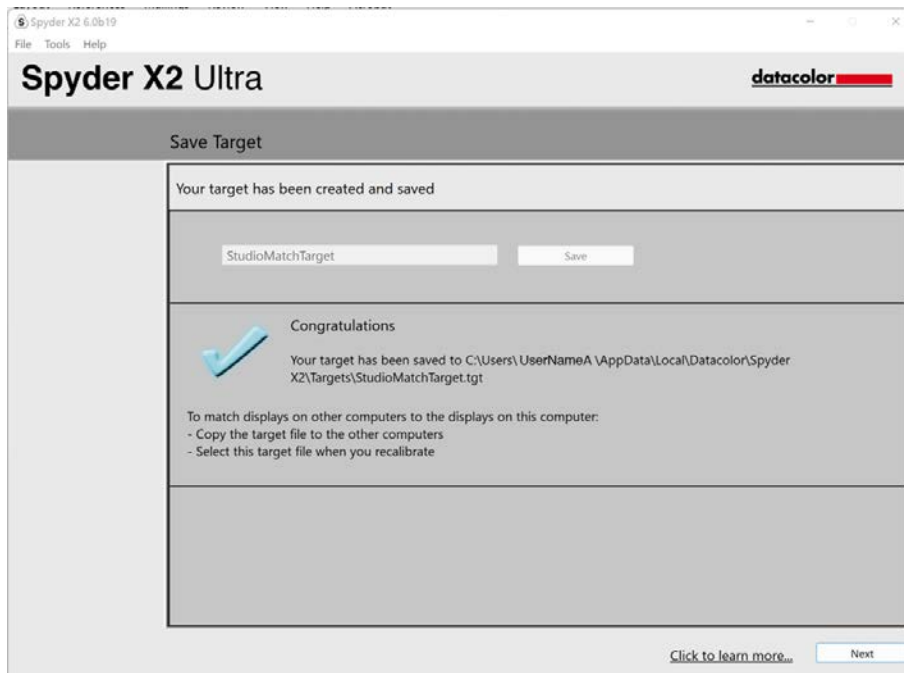 Spyder X2 6.0b19
File Tools Help
Spyder X2 Ultra
datacolor
Save Target
Your target has been created and saved
StudioMatchTarget
Save
Congratulations
Your target has been saved to C:\Users\ UserNameA \AppData\Local\Datacolor\Spyder
X2\Targets\StudioMatchTarget.tgt
To match displays on other computers to the displays on this computer:
- Copy the target file to the other computers
- Select this target file when you recalibrate
Click to learn more...
Next